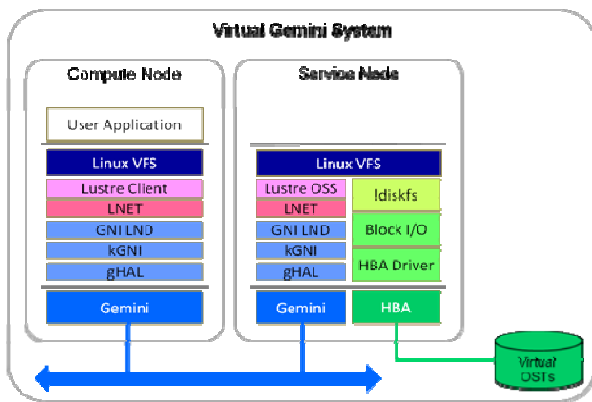 Virtual Gemini System
Compute Node
User Application
Linux VFS
Lustre Client
LNET
GNI LND
kGNI
gHAL
Gemini
Service Node
Linux VFS
Lustre OSS
LNET
GNI LND
kGNI
gHAL
Gemini
ldiskfs
Block I/O
HBA Driver
HBA
Virtual
OSTs